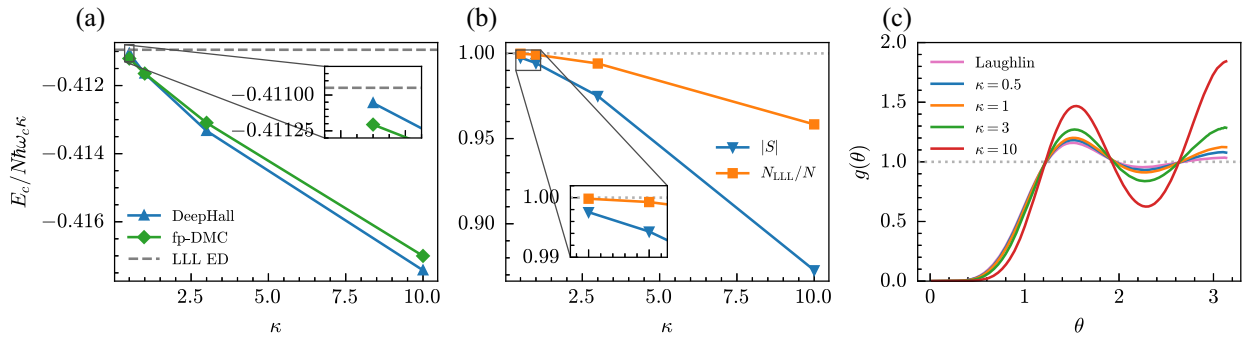 (a)
E_c/Nħω_cκ
−0.412
−0.414
−0.416
2.5
5.0
7.5
10.0
κ
DeepHall
fp-DMC
LLL ED
−0.41100
−0.41125
(b)
1.00
0.95
0.90
2.5
5.0
7.5
10.0
κ
|S|
N_LLL/N
1.00
0.99
(c)
g(θ)
2.0
1.5
1.0
0.5
0.0
0
1
2
3
θ
Laughlin
κ = 0.5
κ = 1
κ = 3
κ = 10